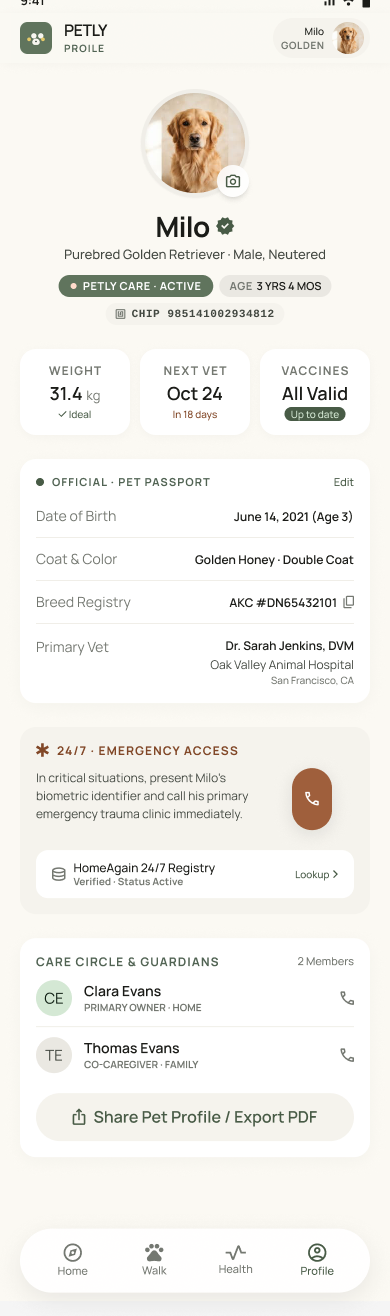 9:41
PETLY
PROILE
Milo
GOLDEN
Milo
Purebred Golden Retriever · Male, Neutered
PETLY CARE · ACTIVE
AGE 3 YRS 4 MOS
CHIP 985141002934812
WEIGHT
31.4 kg
Ideal
NEXT VET
Oct 24
In 18 days
VACCINES
All Valid
Up to date
OFFICIAL · PET PASSPORT
Edit
Date of Birth
June 14, 2021 (Age 3)
Coat & Color
Golden Honey · Double Coat
Breed Registry
AKC #DN65432101
Primary Vet
Dr. Sarah Jenkins, DVM
Oak Valley Animal Hospital
San Francisco, CA
24/7 · EMERGENCY ACCESS
In critical situations, present Milo's
biometric identifier and call his primary
emergency trauma clinic immediately.
HomeAgain 24/7 Registry
Verified · Status Active
Lookup
CARE CIRCLE & GUARDIANS
2 Members
CE
Clara Evans
PRIMARY OWNER · HOME
TE
Thomas Evans
CO-CAREGIVER · FAMILY
Share Pet Profile / Export PDF
Home
Walk
Health
Profile